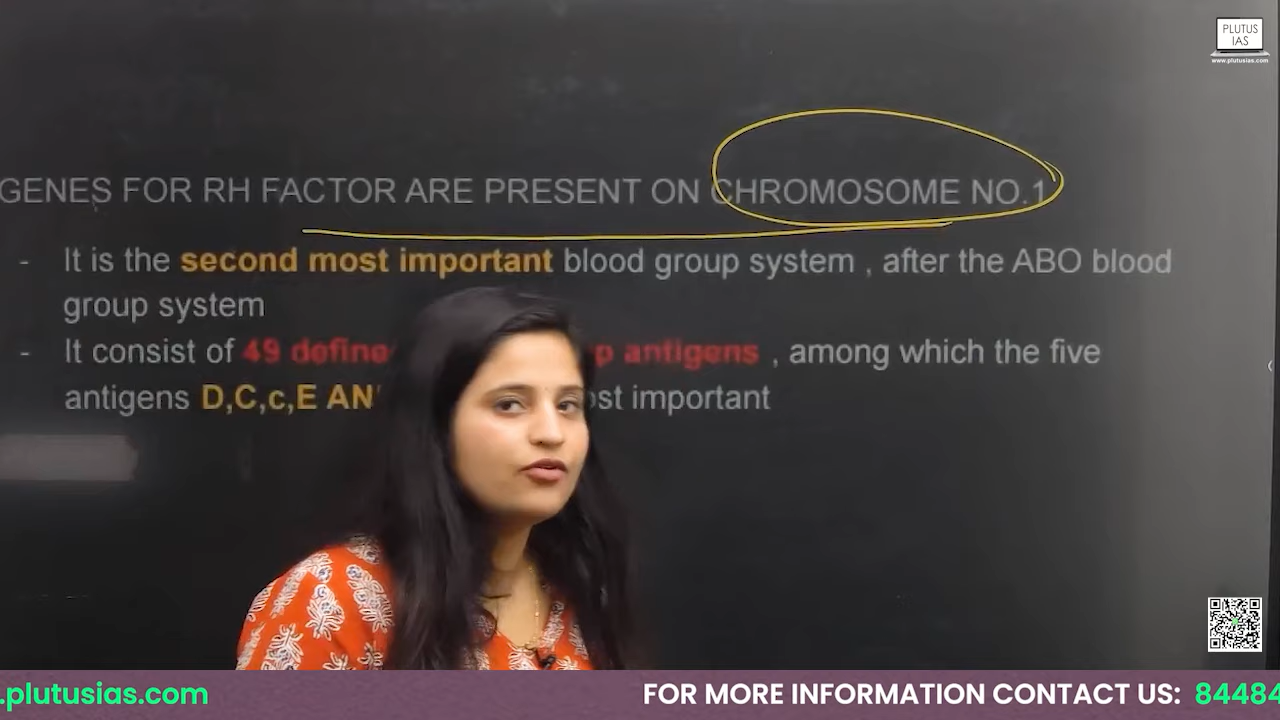 PLUTUS
IAS
www.plutusias.com
GENES FOR RH FACTOR ARE PRESENT ON CHROMOSOME NO.1
- It is the second most important blood group system , after the ABO blood
group system
- It consist of 49 define p antigens , among which the five
antigens D,C,c,E AN ost important
.plutusias.com FOR MORE INFORMATION CONTACT US: 84484